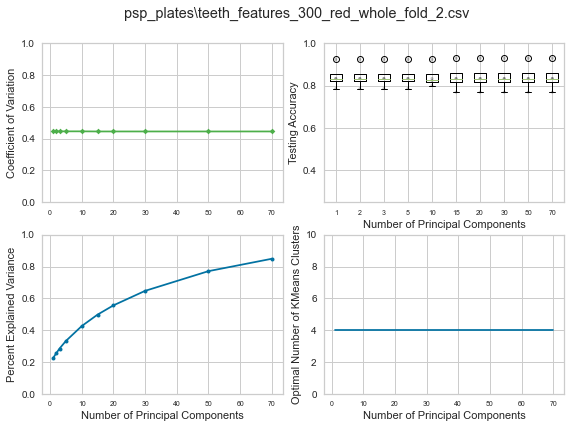 psp_plates\teeth_features_300_red_whole_fold_2.csv
Coefficient of Variation
1.0
0.8
0.6
0.4
0.2
0.0
0 10 20 30 40 50 60 70
Testing Accuracy
1.0
0.8
0.6
0.4
1 2 3 5 10 15 20 30 50 70
Number of Principal Components
Percent Explained Variance
1.0
0.8
0.6
0.4
0.2
0.0
0 10 20 30 40 50 60 70
Number of Principal Components
Optimal Number of KMeans Clusters
10
8
6
4
2
0
0 10 20 30 40 50 60 70
Number of Principal Components